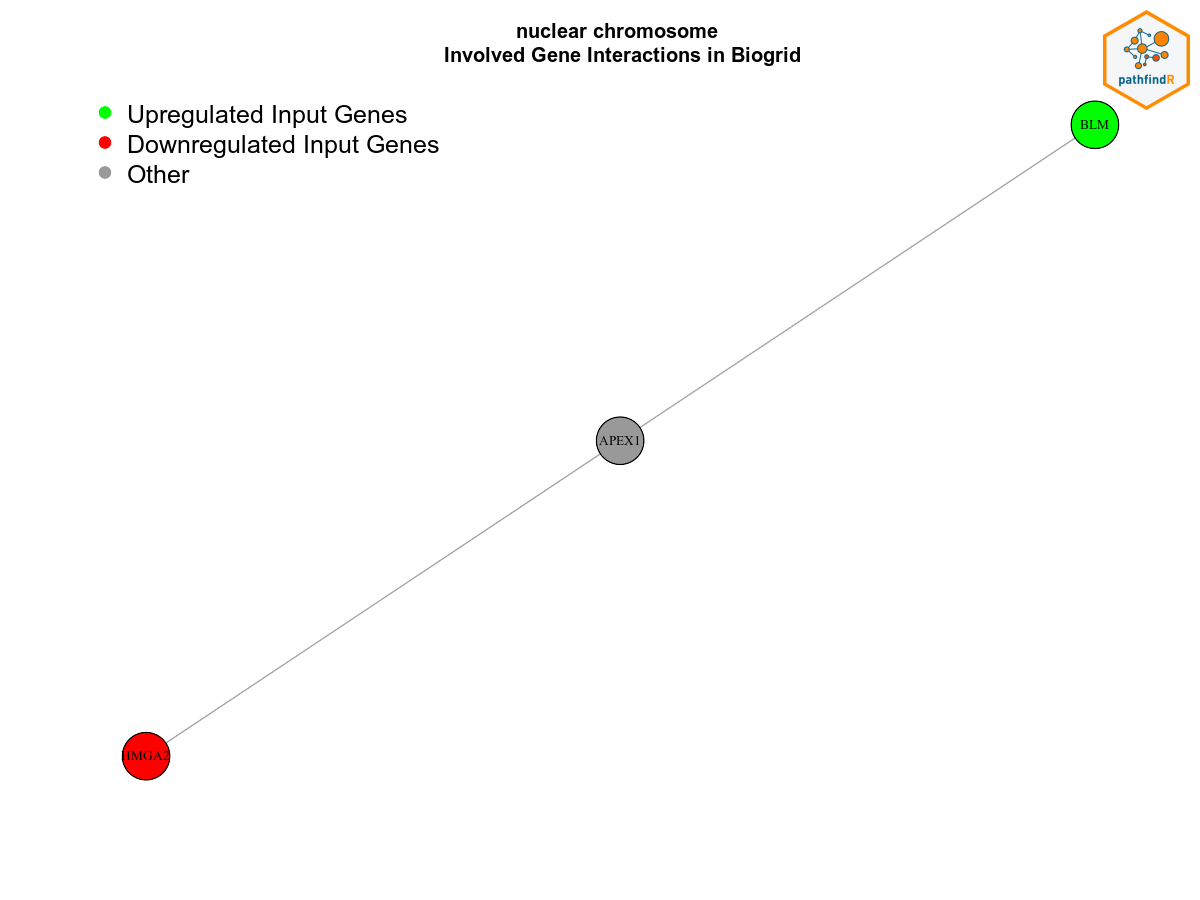 nuclear chromosome
Involved Gene Interactions in Biogrid
pathfindR
Upregulated Input Genes
Downregulated Input Genes
Other
BLM
APEX1
HMGA2